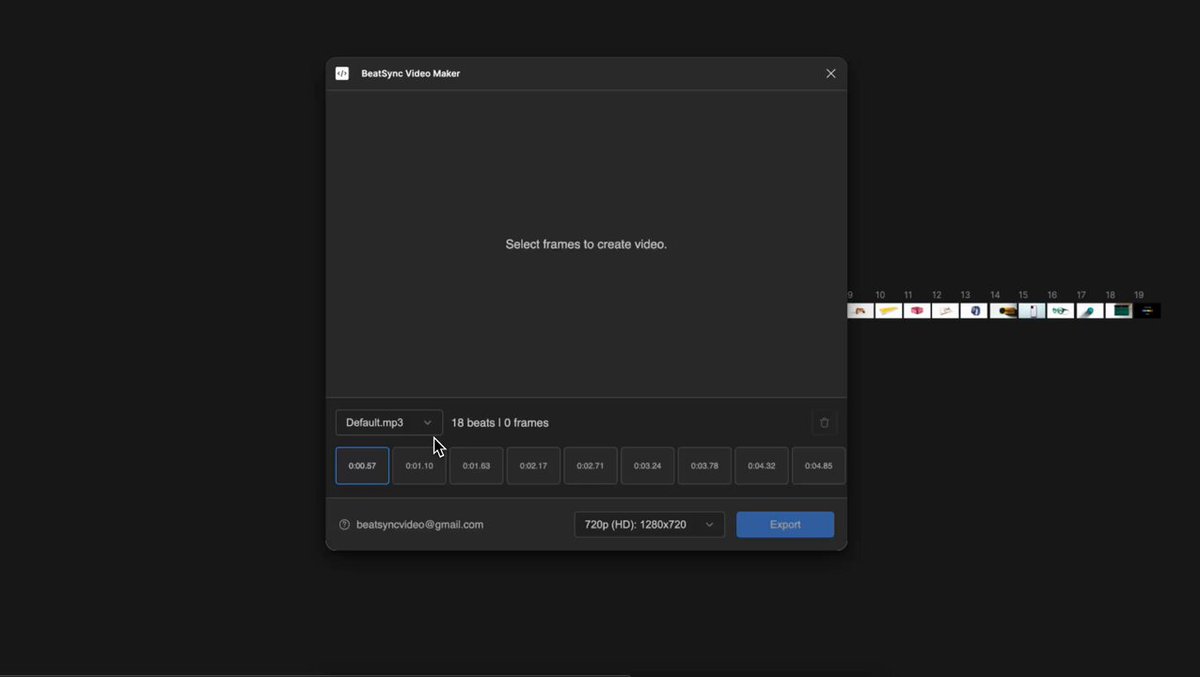 BeatSync Video Maker
Select frames to create video.
9 10 11 12 13 14 15 16 17 18 19
Default.mp3 18 beats | 0 frames
0:00.57 0:01.10 0:01.63 0:02.17 0:02.71 0:03.24 0:03.78 0:04.32 0:04.85
beatsyncvideo@gmail.com 720p (HD): 1280x720 Export